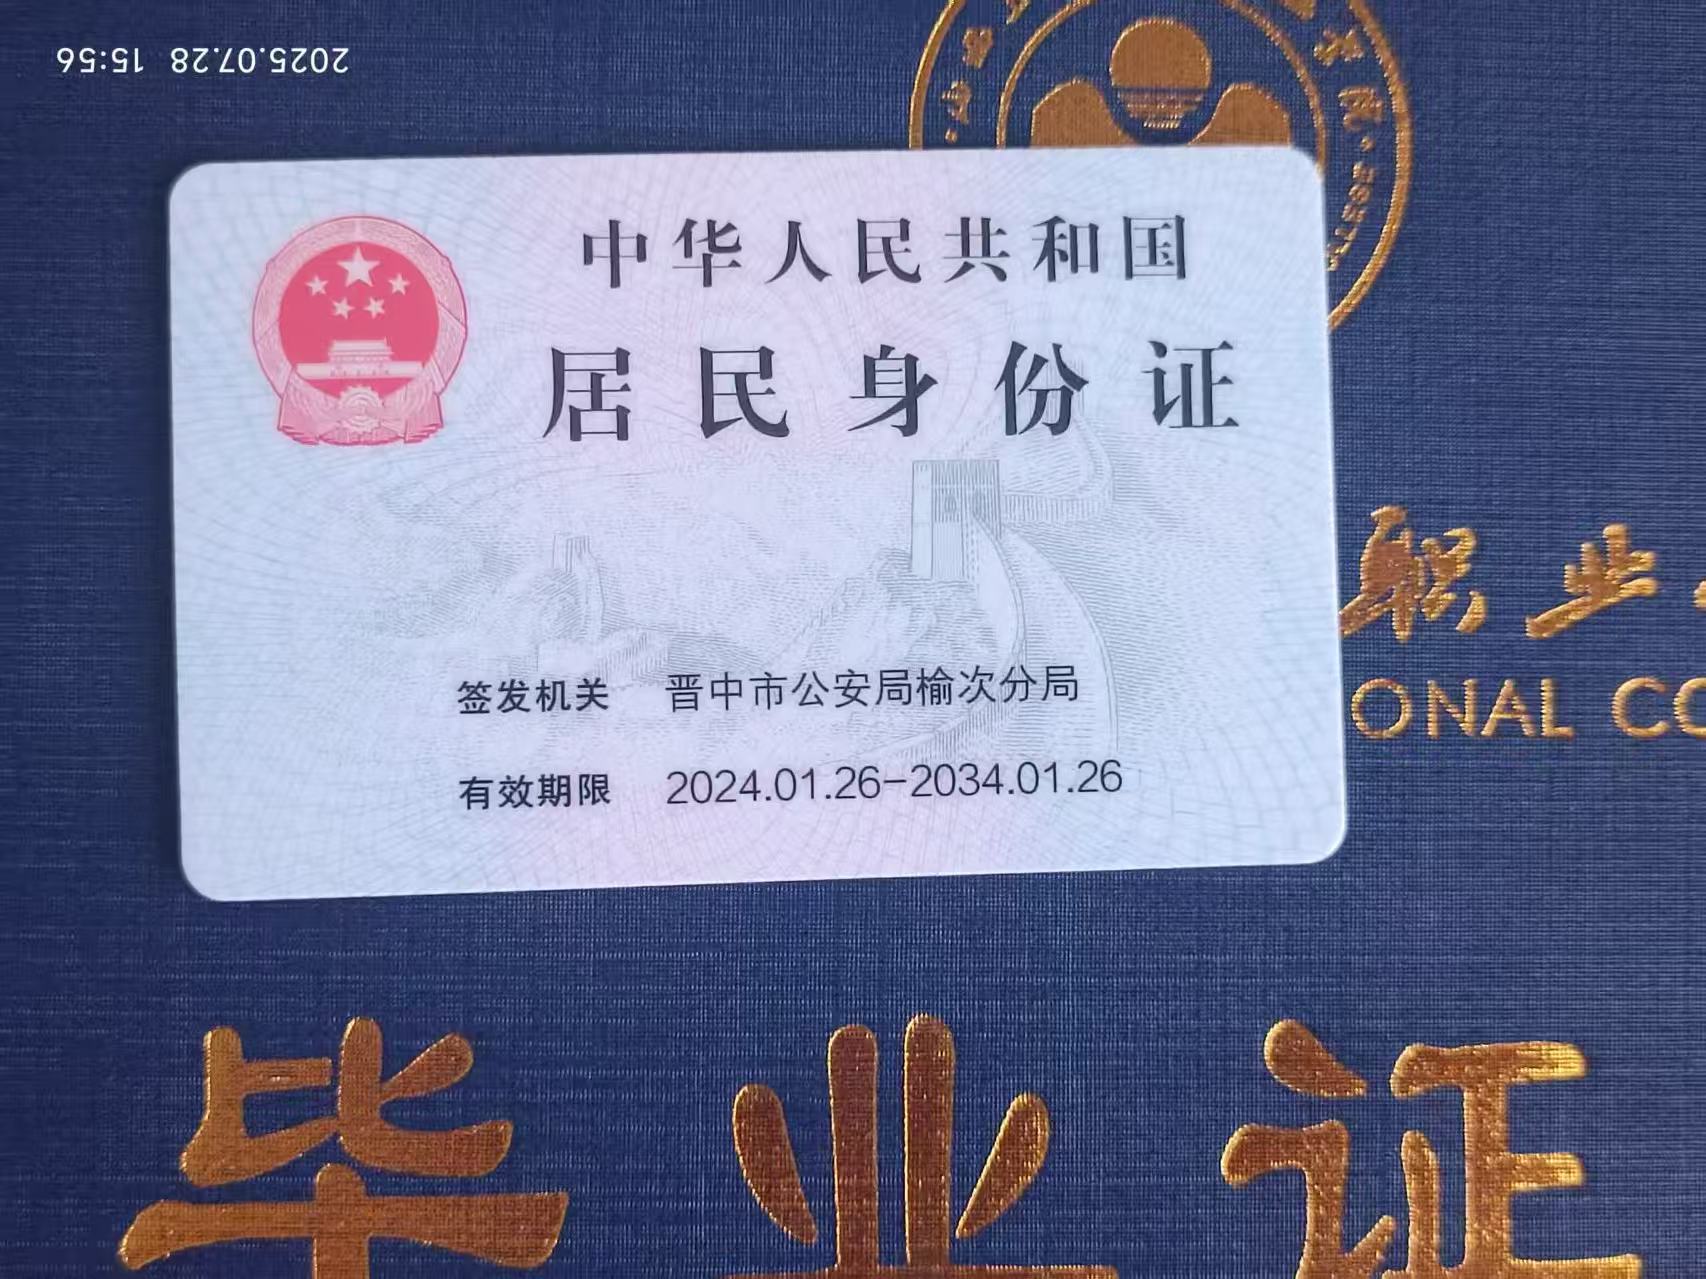 2025.07.28 15:56
中华人民共和国
居民身份证
签发机关 晋中市公安局榆次分局
有效期限 2024.01.26-2034.01.26
职业
ONAL CO
毕业证